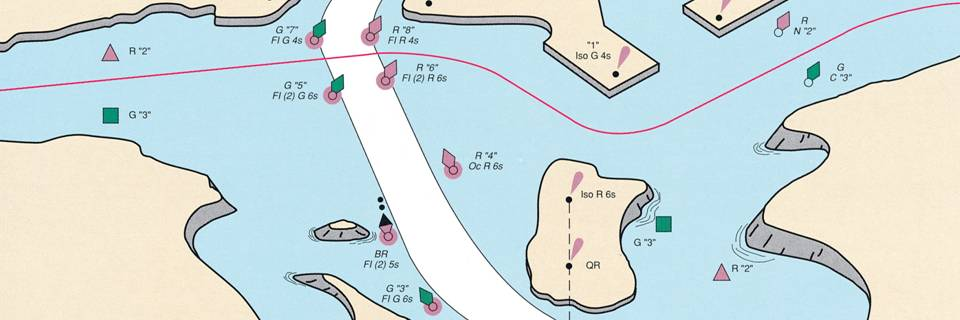 G "7"
Fl G 4s
R "8"
Fl R 4s
R "2"
"1"
Iso G 4s
R
N "2"
G
C "3"
G "5"
Fl (2) G 6s
R "6"
Fl (2) R 6s
G "3"
R "4"
Oc R 6s
Iso R 6s
G "3"
BR
Fl (2) 5s
QR
R "2"
G "3"
Fl G 6s